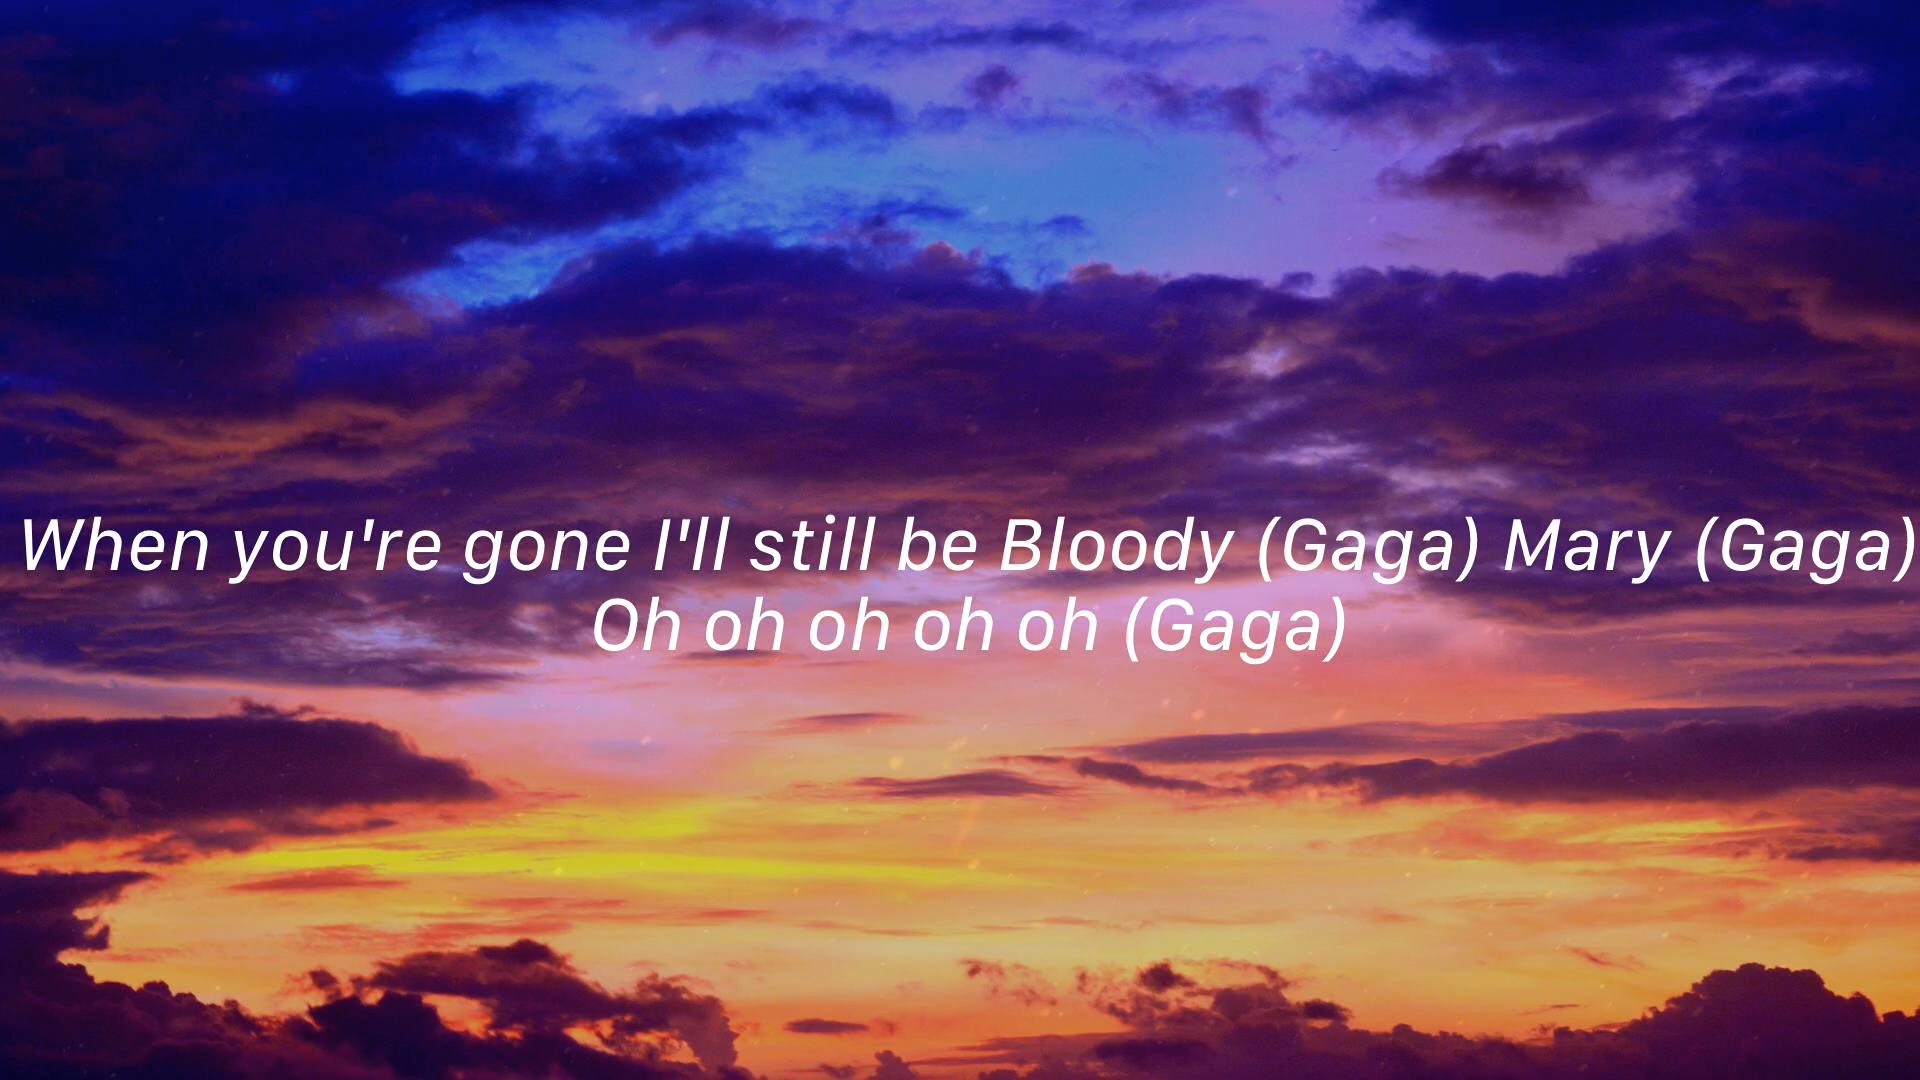 When you're gone I'll still be Bloody (Gaga) Mary (Gaga)
Oh oh oh oh oh (Gaga)